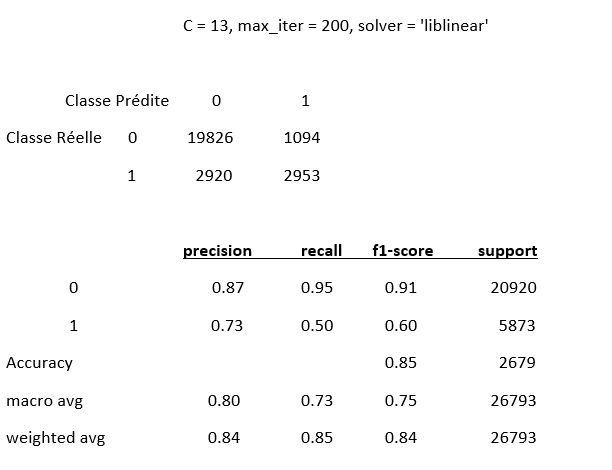 C = 13, max_iter = 200, solver = 'liblinear'
Classe Prédite 0 1
Classe Réelle 0 19826 1094
1 2920 2953
precision recall f1-score support
0 0.87 0.95 0.91 20920
1 0.73 0.50 0.60 5873
Accuracy 0.85 2679
macro avg 0.80 0.73 0.75 26793
weighted avg 0.84 0.85 0.84 26793